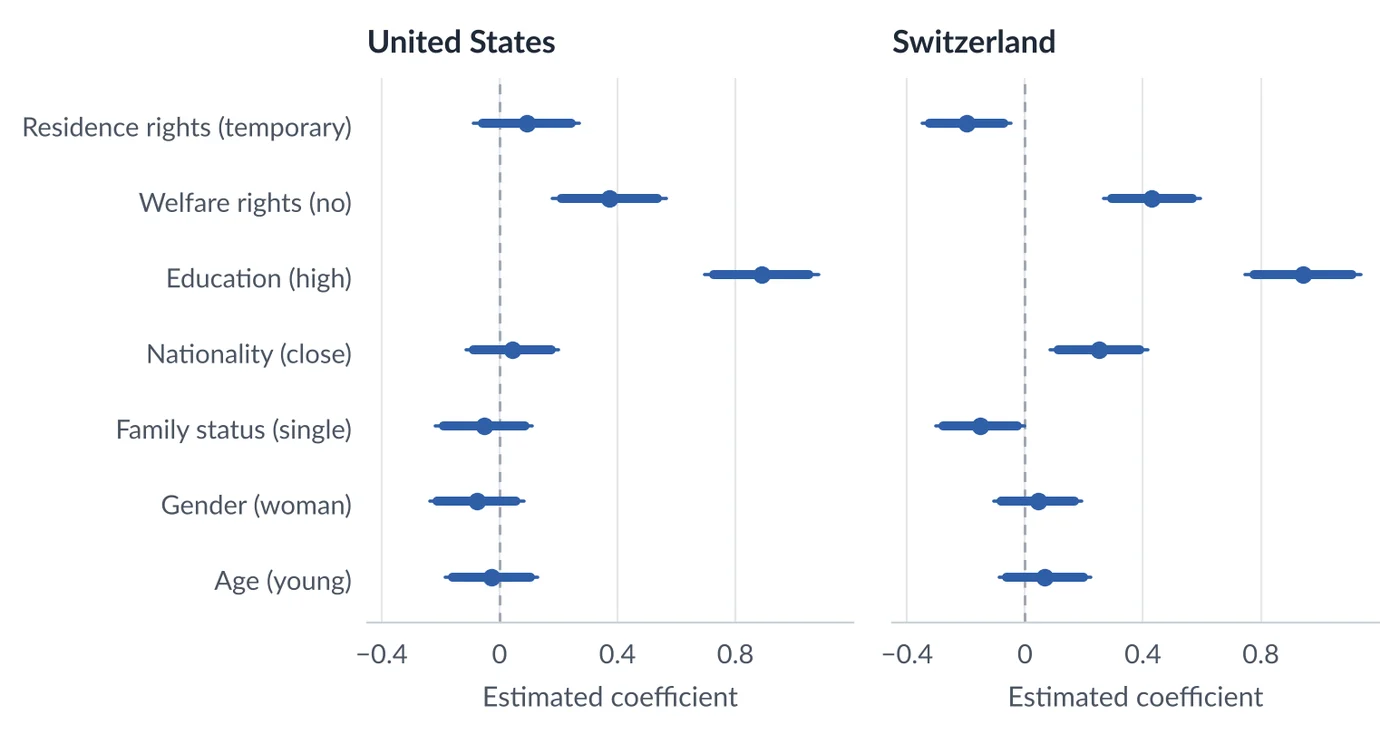 United States
Switzerland
Residence rights (temporary)
Welfare rights (no)
Education (high)
Nationality (close)
Family status (single)
Gender (woman)
Age (young)
−0.4 0 0.4 0.8
−0.4 0 0.4 0.8
Estimated coefficient
Estimated coefficient